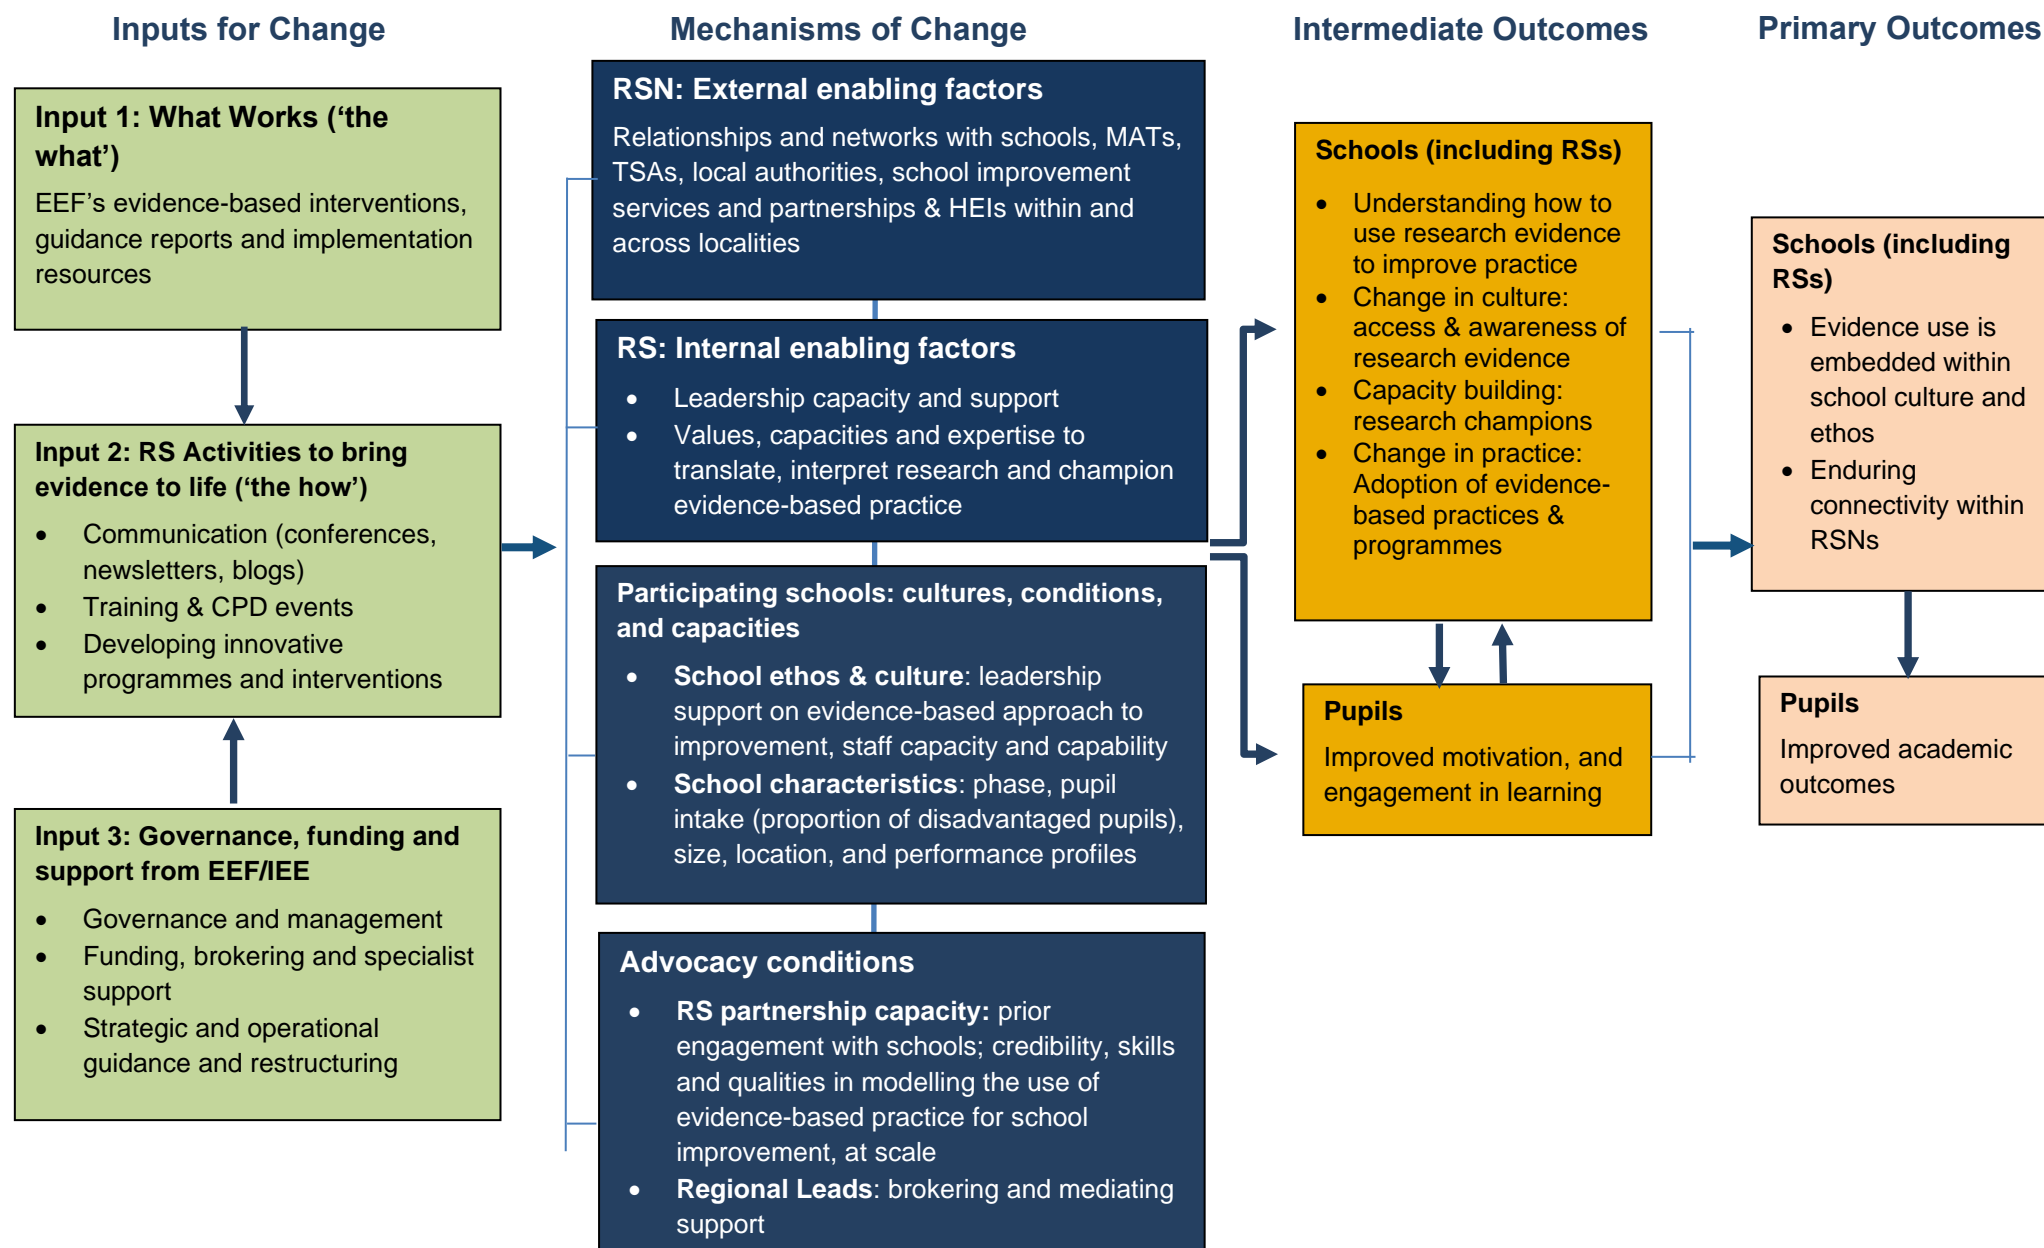 Inputs for Change
Mechanisms of Change
Intermediate Outcomes
Primary Outcomes
Input 1: What Works (‘the
what’)
EEF’s evidence-based interventions,
guidance reports and implementation
resources
Input 2: RS Activities to bring
evidence to life (‘the how’)
• Communication (conferences,
newsletters, blogs)
• Training & CPD events
• Developing innovative
programmes and interventions
Input 3: Governance, funding and
support from EEF/IEE
• Governance and management
• Funding, brokering and specialist
support
• Strategic and operational
guidance and restructuring
RSN: External enabling factors
Relationships and networks with schools, MATs,
TSAs, local authorities, school improvement
services and partnerships & HEIs within and
across localities
RS: Internal enabling factors
• Leadership capacity and support
• Values, capacities and expertise to
translate, interpret research and champion
evidence-based practice
Participating schools: cultures, conditions,
and capacities
• School ethos & culture: leadership
support on evidence-based approach to
improvement, staff capacity and capability
• School characteristics: phase, pupil
intake (proportion of disadvantaged pupils),
size, location, and performance profiles
Advocacy conditions
• RS partnership capacity: prior
engagement with schools; credibility, skills
and qualities in modelling the use of
evidence-based practice for school
improvement, at scale
• Regional Leads: brokering and mediating
support
Schools (including RSs)
• Understanding how to
use research evidence
to improve practice
• Change in culture:
access & awareness of
research evidence
• Capacity building:
research champions
• Change in practice:
Adoption of evidence-
based practices &
programmes
Pupils
Improved motivation, and
engagement in learning
Schools (including
RSs)
• Evidence use is
embedded within
school culture and
ethos
• Enduring
connectivity within
RSNs
Pupils
Improved academic
outcomes